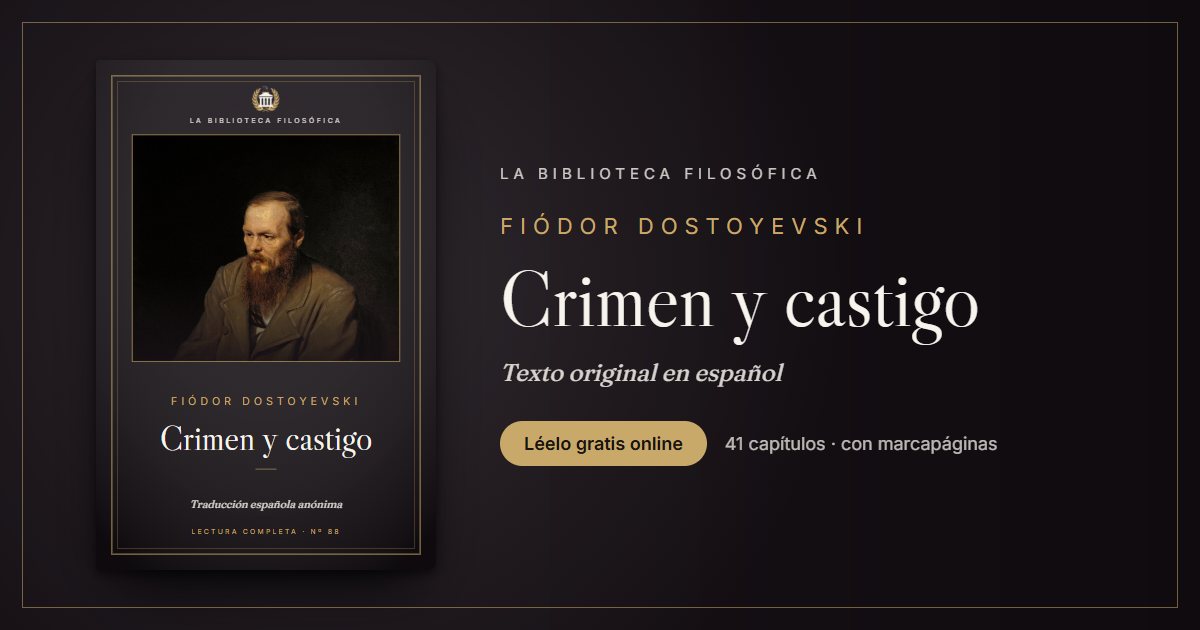 LA BIBLIOTECA FILOSÓFICA
FIÓDOR DOSTOYEVSKI
Crimen y castigo
Traducción española anónima
LECTURA COMPLETA · Nº 88
LA BIBLIOTECA FILOSÓFICA
FIÓDOR DOSTOYEVSKI
Crimen y castigo
Texto original en español
Léelo gratis online
41 capítulos · con marcapáginas